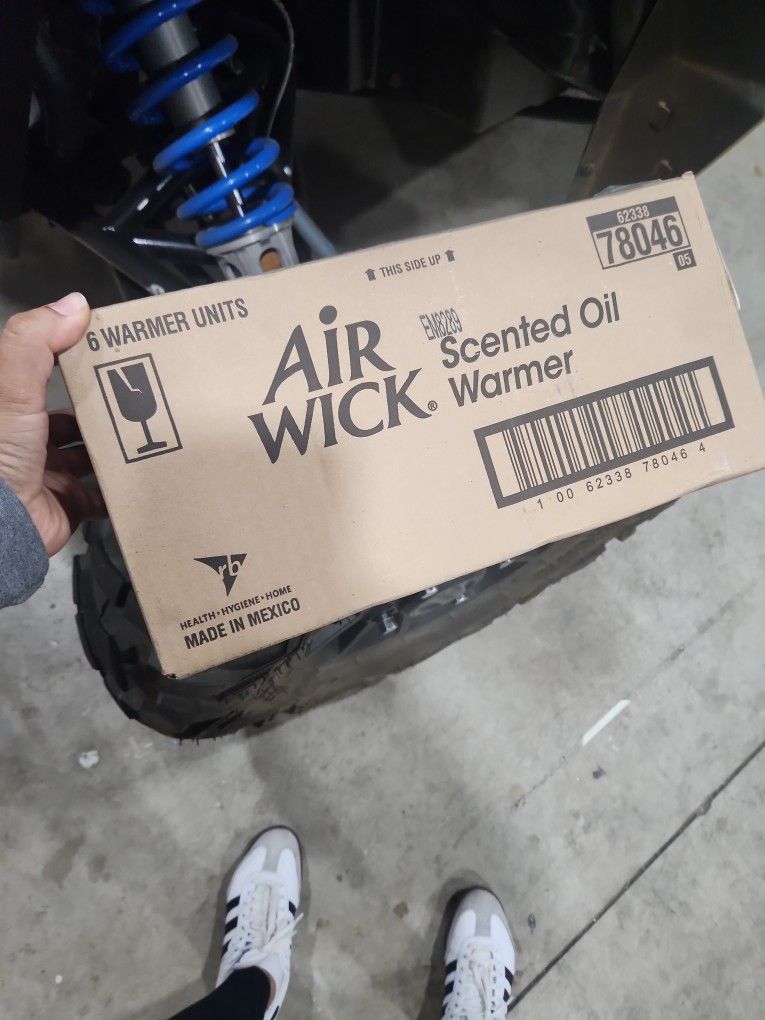 62338
78046
05
THIS SIDE UP
6 WARMER UNITS
AIR WICK®
EM8289
Scented Oil
Warmer
1 00 62338 78046 4
rb
HEALTH • HYGIENE • HOME
MADE IN MEXICO